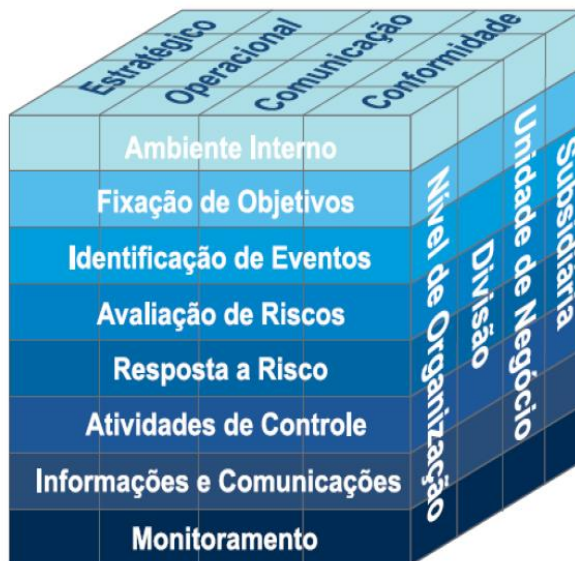 Estratégico
Operacional
Comunicação
Conformidade
Ambiente Interno
Fixação de Objetivos
Identificação de Eventos
Avaliação de Riscos
Resposta a Risco
Atividades de Controle
Informações e Comunicações
Monitoramento
Nível de Organização
Divisão
Unidade de Negócio
Subsidiaria